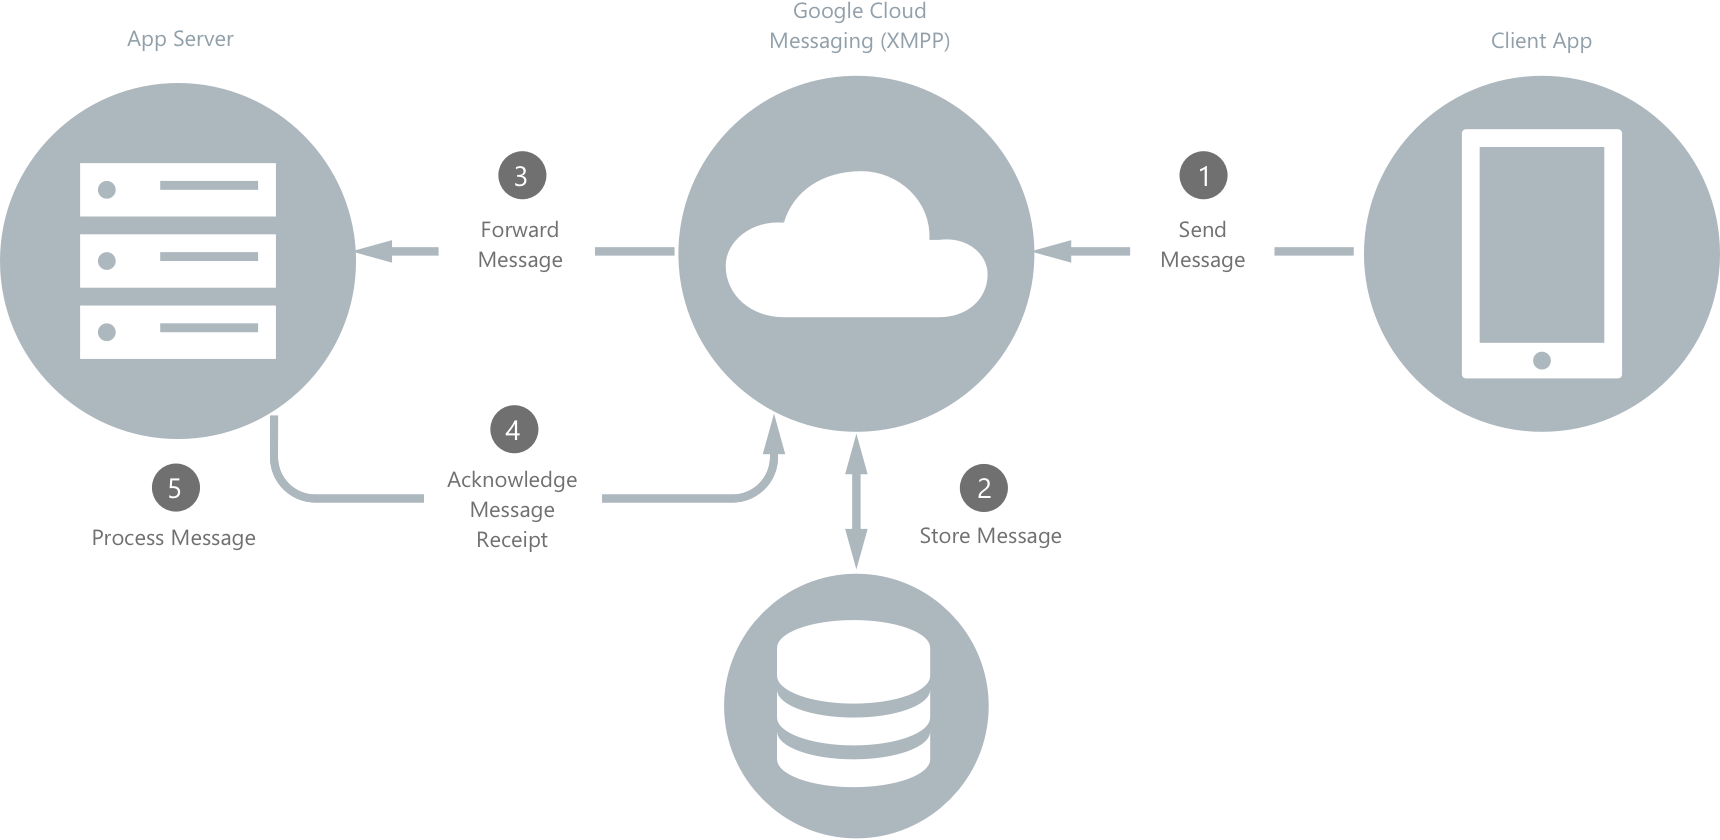 App Server
Google Cloud
Messaging (XMPP)
Client App
3
Forward
Message
1
Send
Message
4
Acknowledge
Message
Receipt
5
Process Message
2
Store Message